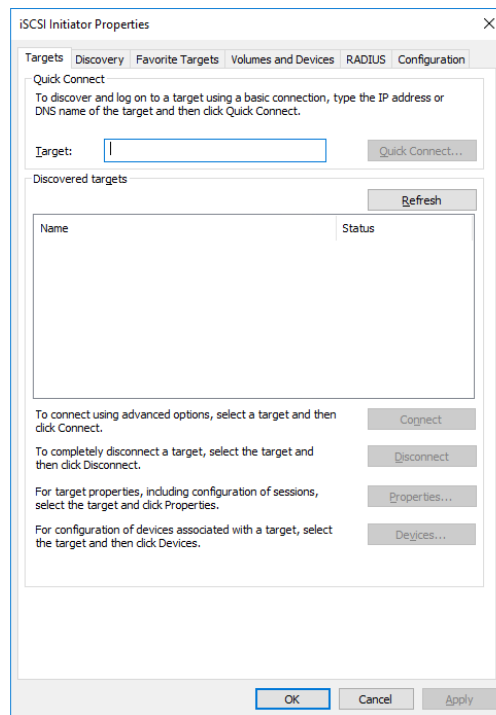 iSCSI Initiator Properties
Targets Discovery Favorite Targets Volumes and Devices RADIUS Configuration
Quick Connect
To discover and log on to a target using a basic connection, type the IP address or
DNS name of the target and then click Quick Connect.
Target: Quick Connect...
Discovered targets
Refresh
Name Status
To connect using advanced options, select a target and then
click Connect.
Connect
To completely disconnect a target, select the target and
then click Disconnect.
Disconnect
For target properties, including configuration of sessions,
select the target and click Properties.
Properties...
For configuration of devices associated with a target, select
the target and then click Devices.
Devices...
OK Cancel Apply